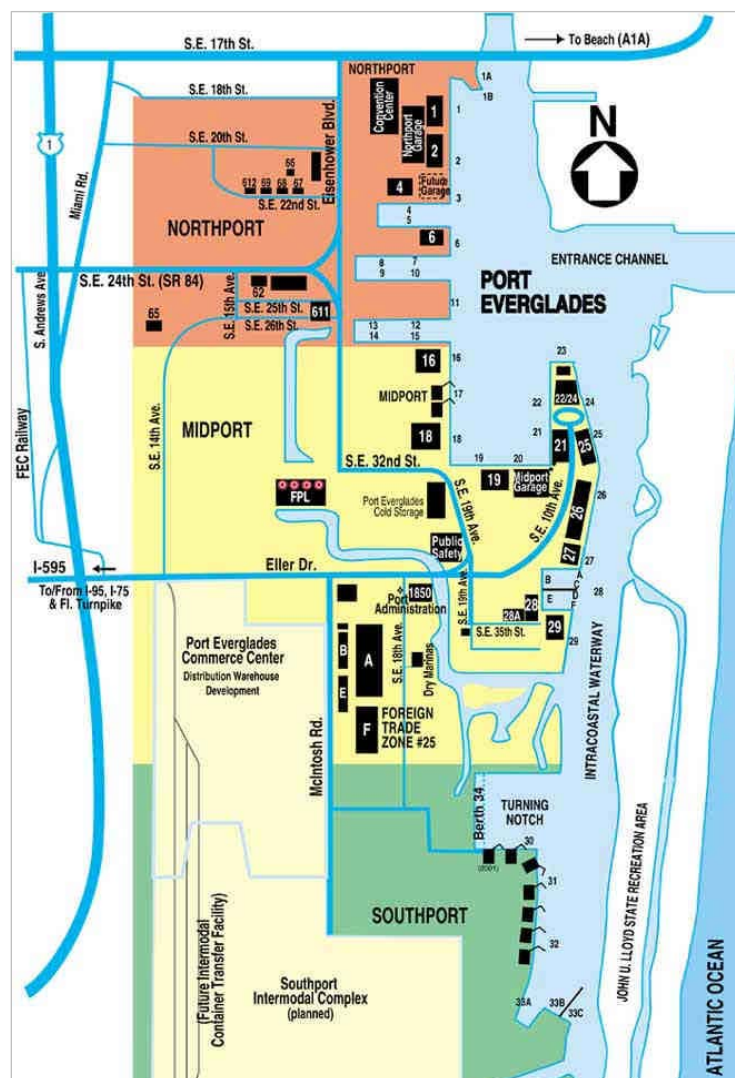 S.E. 17th St.
To Beach (A1A)
NORTHPORT
1A
1B
S.E. 18th St.
Convention
Center
Northport
Garage
1
1
2
2
N
1
Miami Rd.
S.E. 20th St.
Eisenhower Blvd.
66
612
69
68
67
S.E. 22nd St.
4
Future
Garage
3
4
5
NORTHPORT
6
6
ENTRANCE CHANNEL
8
7
9
10
PORT
EVERGLADES
S. Andrews Ave.
S.E. 24th St. (SR 84)
S.E. 15th Ave.
62
S.E. 25th St.
S.E. 26th St.
611
65
11
13
12
14
15
FEC Railway
S.E. 14th Ave.
MIDPORT
16
16
MIDPORT
17
18
18
23
22/24
22
24
21
21
25
25
S.E. 32nd St.
19
20
19
Midport
Garage
S.E. 10th Ave.
26
26
FPL
Port Everglades
Cold Storage
S.E. 19th Ave.
Public
Safety
27
27
I-595
To/From I-95, I-75
& Fl. Turnpike
Eller Dr.
1850
Port
Administration
S.E. 19th Ave.
A
B
C
D
E
F
28
28
28A
29
29
S.E. 35th St.
Port Everglades
Commerce Center
Distribution Warehouse
Development
B
A
E
F
S.E. 18th Ave.
Dry Marinas
FOREIGN
TRADE
ZONE #25
McIntosh Rd.
INTRACOASTAL WATERWAY
Berth 34
TURNING
NOTCH
30
(2001)
31
32
SOUTHPORT
33A
33B
33C
(Future Intermodal
Container Transfer Facility)
Southport
Intermodal Complex
(planned)
JOHN U. LLOYD STATE RECREATION AREA
ATLANTIC OCEAN